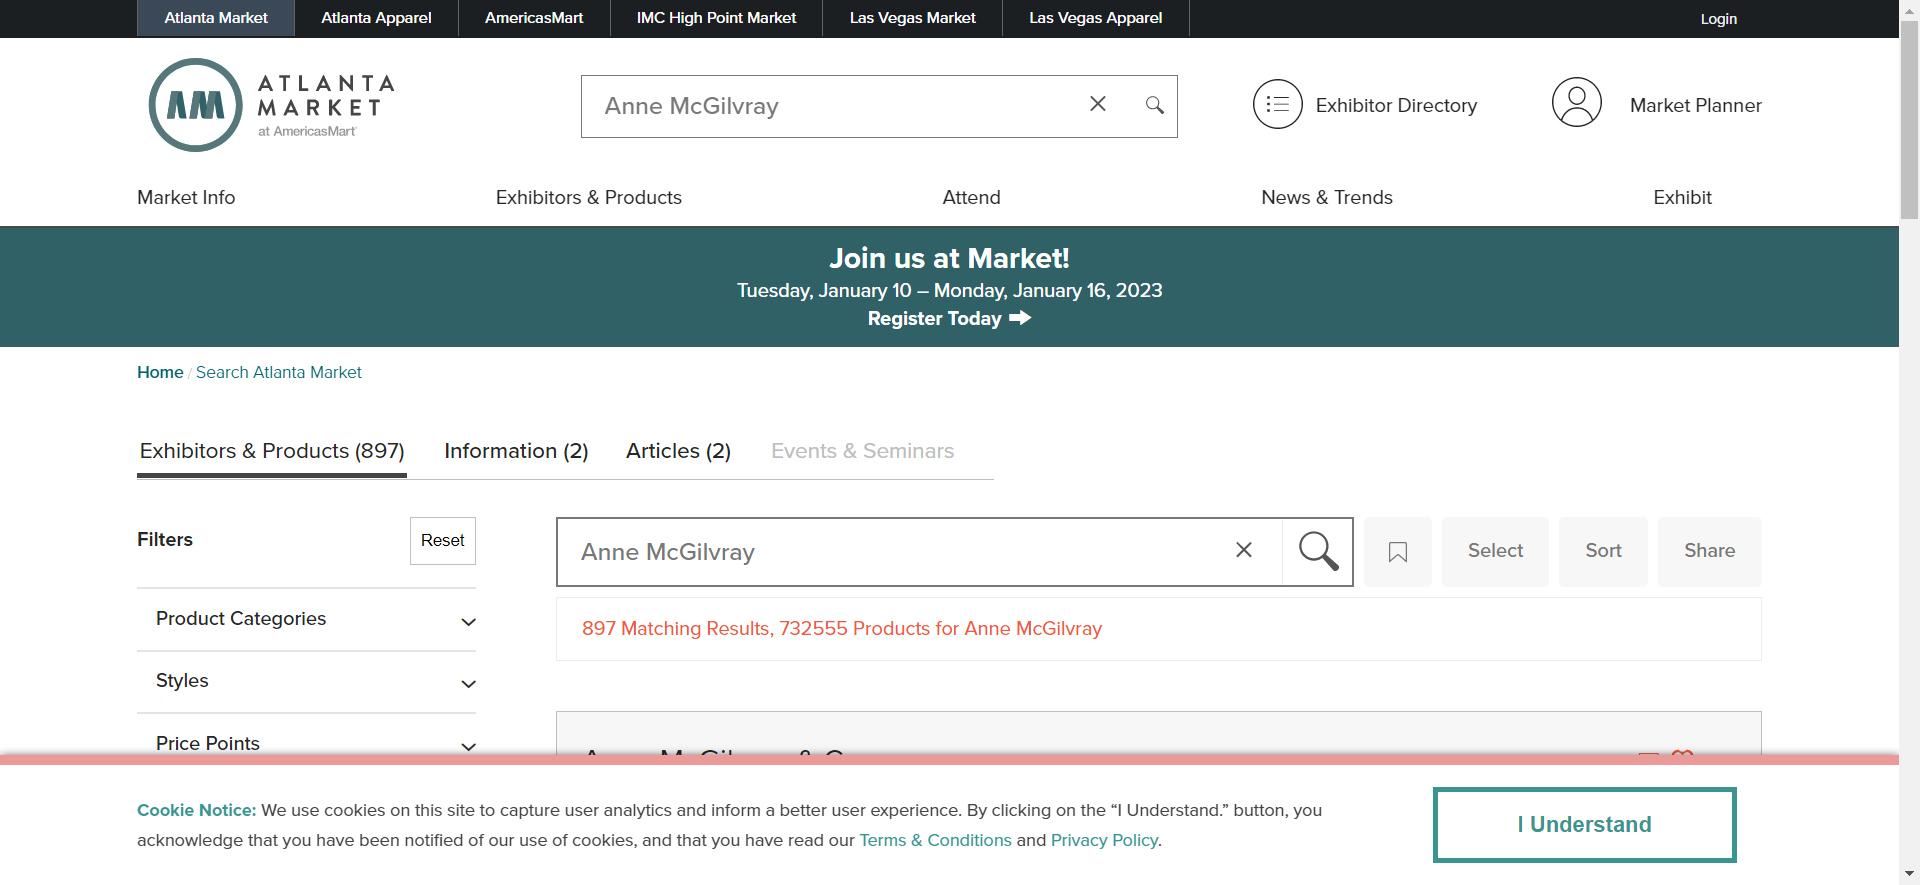 Atlanta Market
Atlanta Apparel
AmericasMart
IMC High Point Market
Las Vegas Market
Las Vegas Apparel
Login
AM
ATLANTA
MARKET
at AmericasMart
Anne McGilvray
Exhibitor Directory
Market Planner
Market Info
Exhibitors & Products
Attend
News & Trends
Exhibit
Join us at Market!
Tuesday, January 10 – Monday, January 16, 2023
Register Today
Home / Search Atlanta Market
Exhibitors & Products (897)
Information (2)
Articles (2)
Events & Seminars
Filters
Reset
Anne McGilvray
Select
Sort
Share
897 Matching Results, 732555 Products for Anne McGilvray
Product Categories
Styles
Price Points
Cookie Notice: We use cookies on this site to capture user analytics and inform a better user experience. By clicking on the “I Understand.” button, you
acknowledge that you have been notified of our use of cookies, and that you have read our Terms & Conditions and Privacy Policy.
I Understand